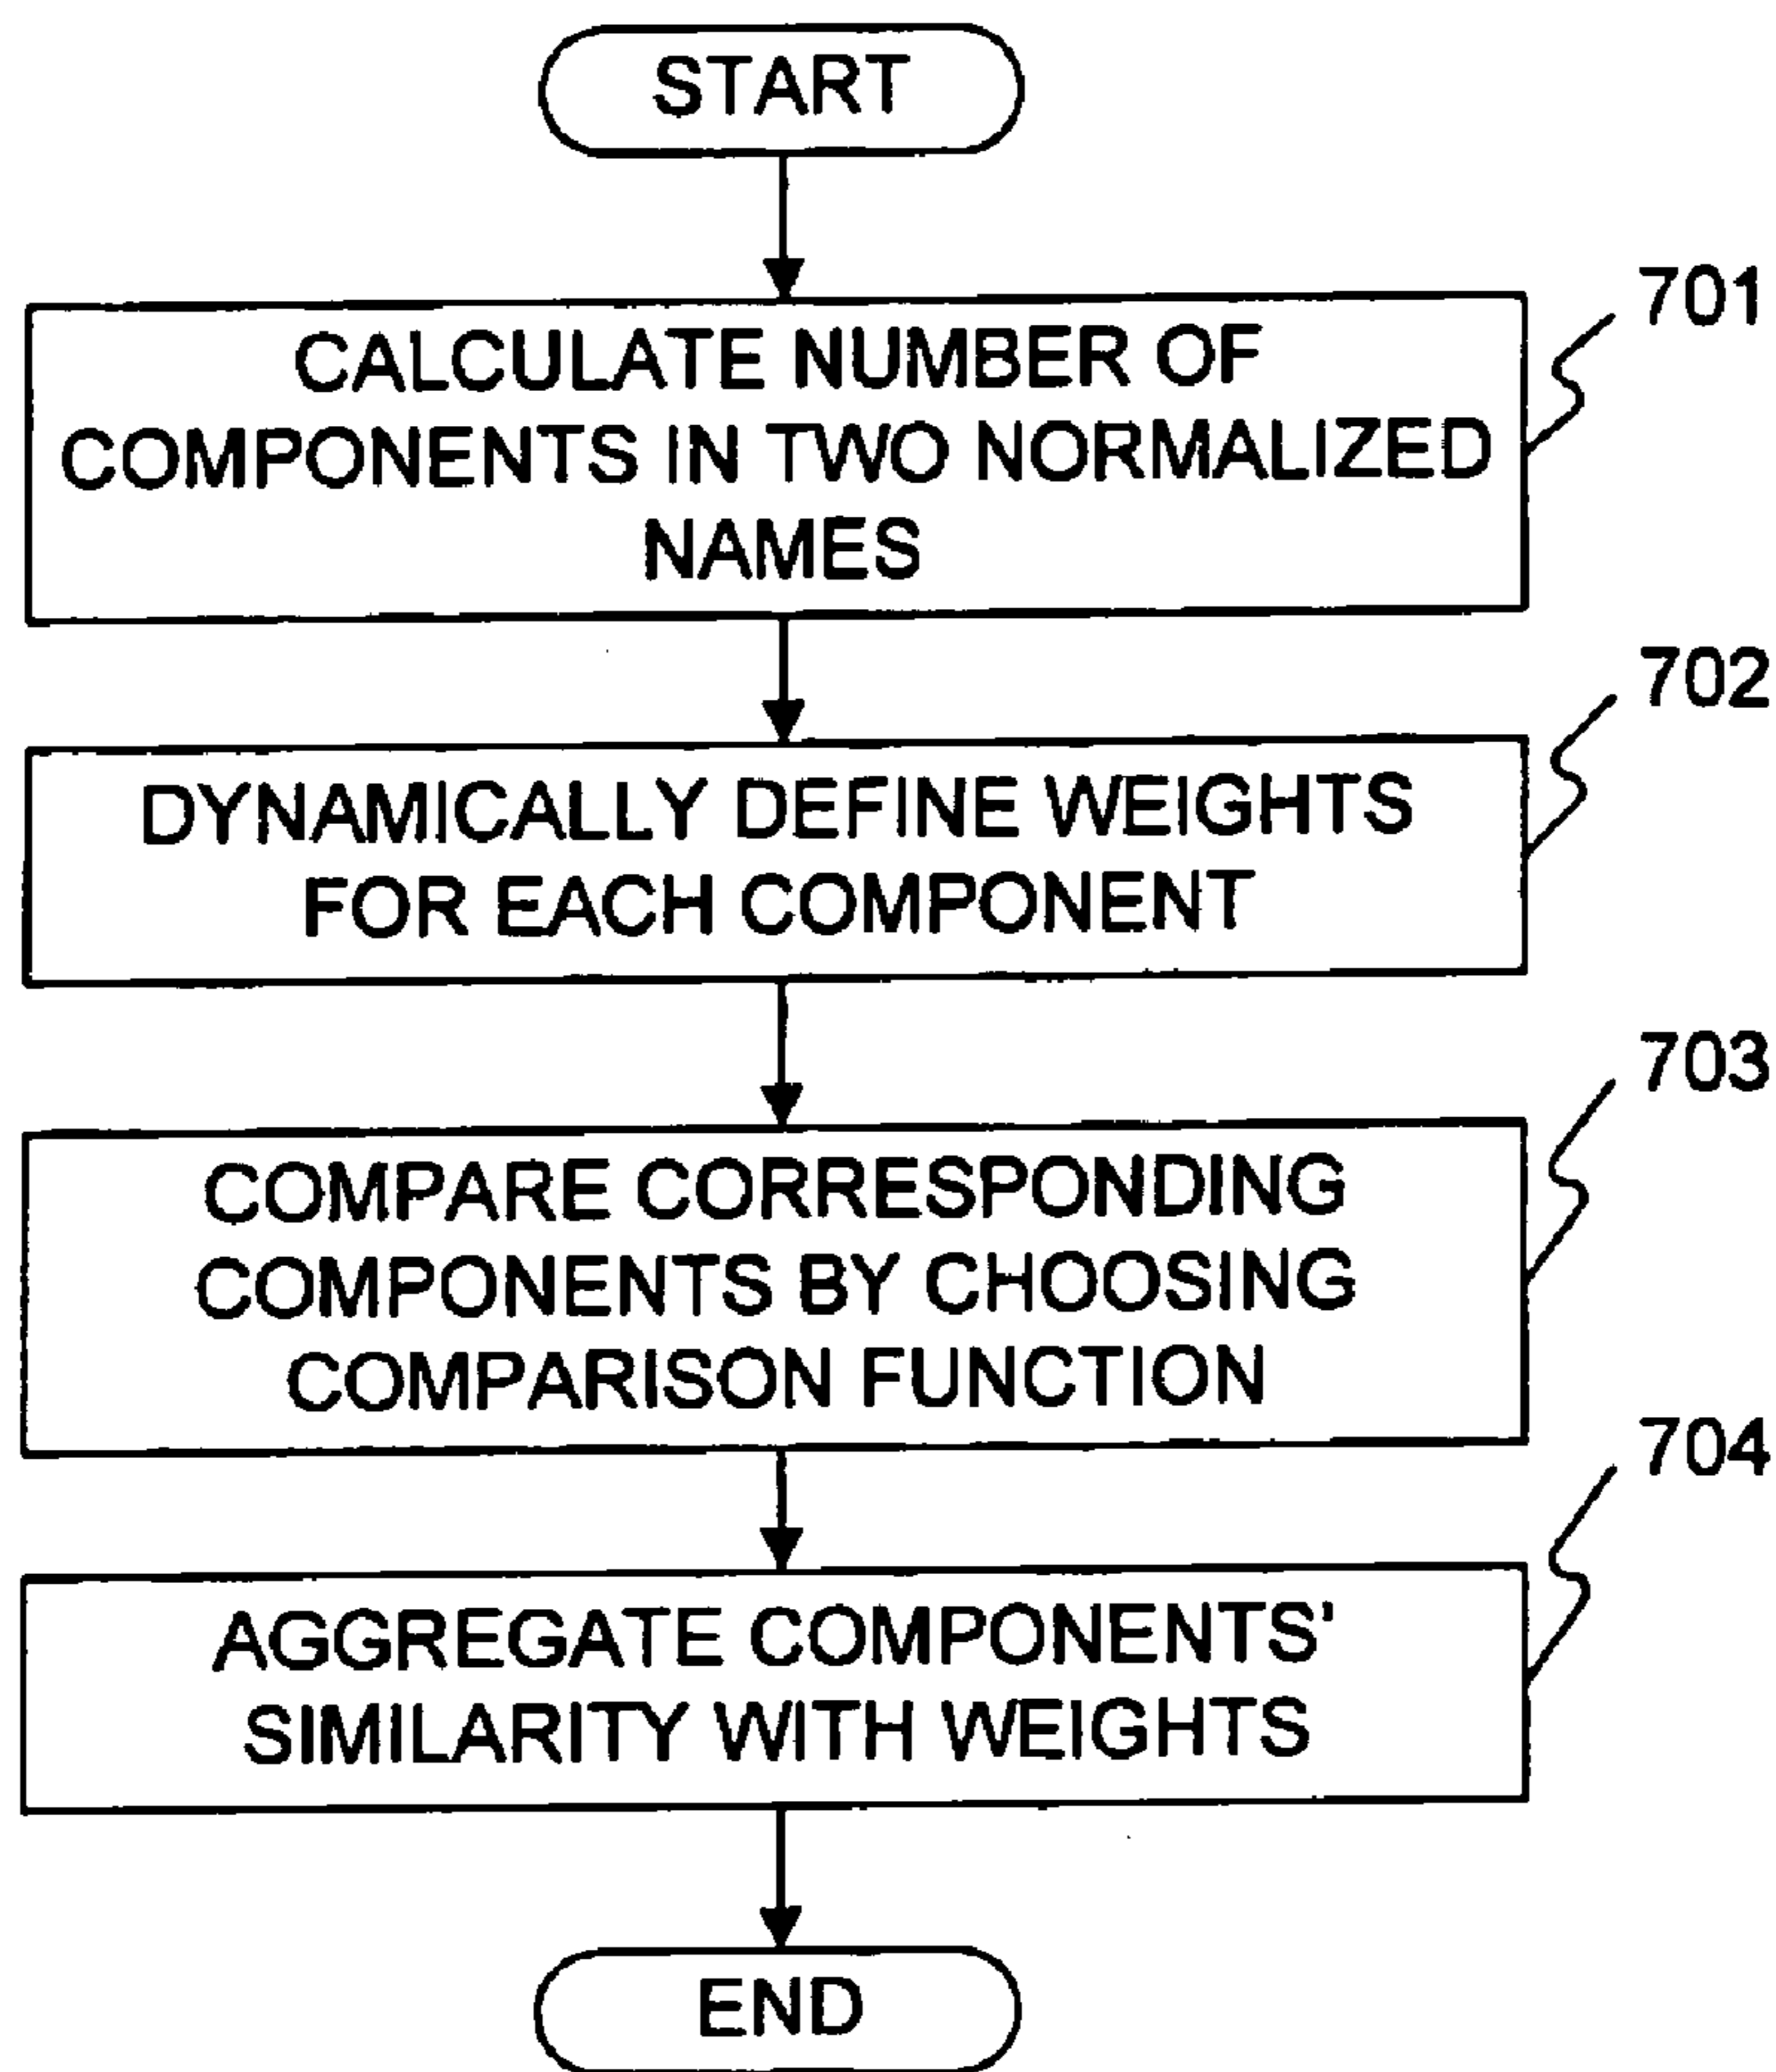 START
701
CALCULATE NUMBER OF
COMPONENTS IN TWO NORMALIZED
NAMES
702
DYNAMICALLY DEFINE WEIGHTS
FOR EACH COMPONENT
703
COMPARE CORRESPONDING
COMPONENTS BY CHOOSING
COMPARISON FUNCTION
704
AGGREGATE COMPONENTS'
SIMILARITY WITH WEIGHTS
END